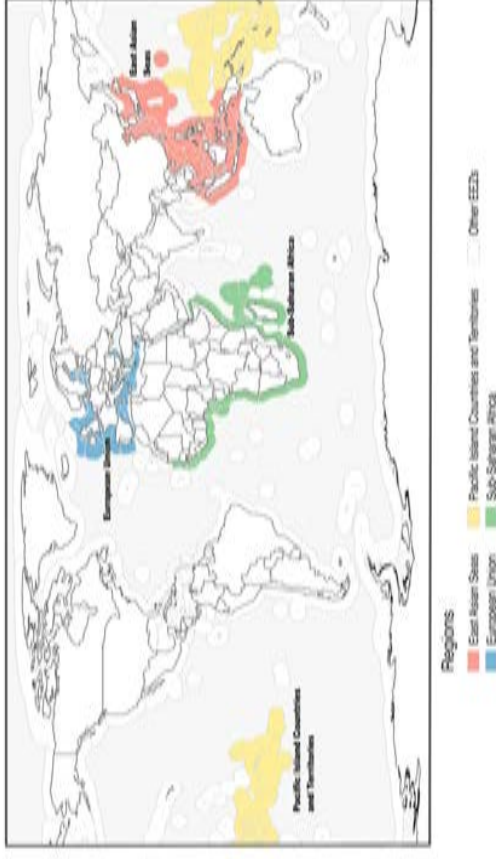 East Asian
Seas
European Union
Sub-Saharan Africa
Pacific Island Countries
and Territories
Regions
East Asian Seas
Pacific Island Countries and Territories
Other EEZs
European Union
Sub-Saharan Africa